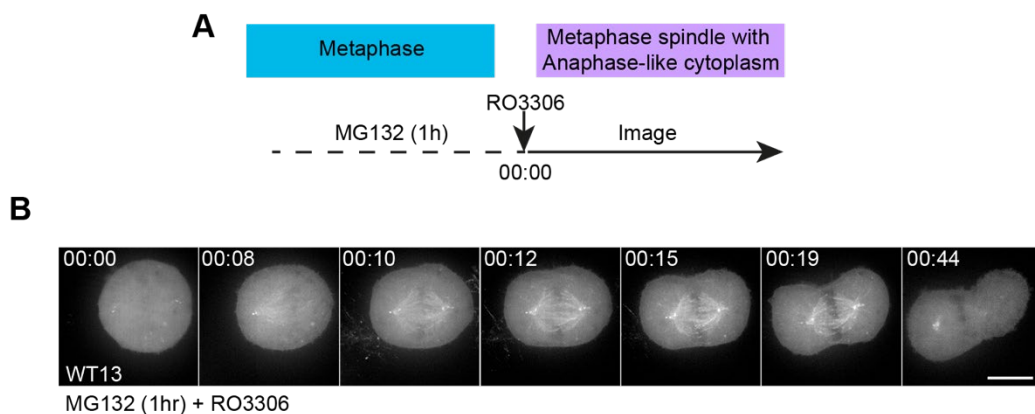 A
Metaphase
Metaphase spindle with
Anaphase-like cytoplasm
RO3306
MG132 (1h)
Image
00:00
B
00:00
00:08
00:10
00:12
00:15
00:19
00:44
WT13
MG132 (1hr) + RO3306